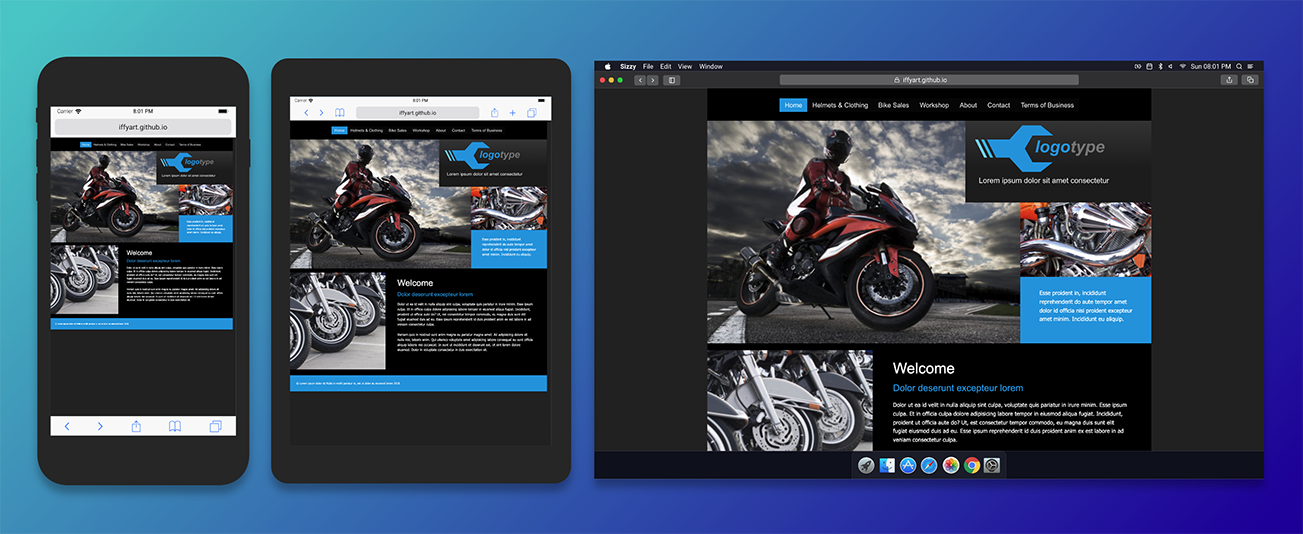 Carrier
8:01 PM
iffyart.github.io
Home Helmets & Clothing Bike Sales Workshop About Contact Terms of Business
logotype
Lorem ipsum dolor sit amet consectetur
Welcome
Dolor deserunt excepteur lorem
Carrier
8:01 PM
iffyart.github.io
Home Helmets & Clothing Bike Sales Workshop About Contact Terms of Business
logotype
Lorem ipsum dolor sit amet consectetur
Esse proident in, incididunt
reprehenderit do aute tempor amet
dolor id officia nisi proident excepteur
amet minim. Incididunt eu aliquip.
Welcome
Dolor deserunt excepteur lorem
Sizzy File Edit View Window
Sun 08:01 PM
iffyart.github.io
Home Helmets & Clothing Bike Sales Workshop About Contact Terms of Business
logotype
Lorem ipsum dolor sit amet consectetur
Esse proident in, incididunt
reprehenderit do aute tempor amet
dolor id officia nisi proident excepteur
amet minim. Incididunt eu aliquip.
Welcome
Dolor deserunt excepteur lorem
Dolor ut ea id velit in nulla aliquip sint culpa, voluptate quis pariatur in irure minim. Esse ipsum
culpa. Et in officia culpa dolore adipisicing labore tempor in eiusmod aliqua fugiat. Incididunt,
proident ut officia aute do? Ut, est consectetur tempor commodo, eu magna duis sunt elit
fugiat eiusmod duis ad eu. Esse ipsum reprehenderit id duis proident anim ex est labore in ad
veniam consectetur culpa.